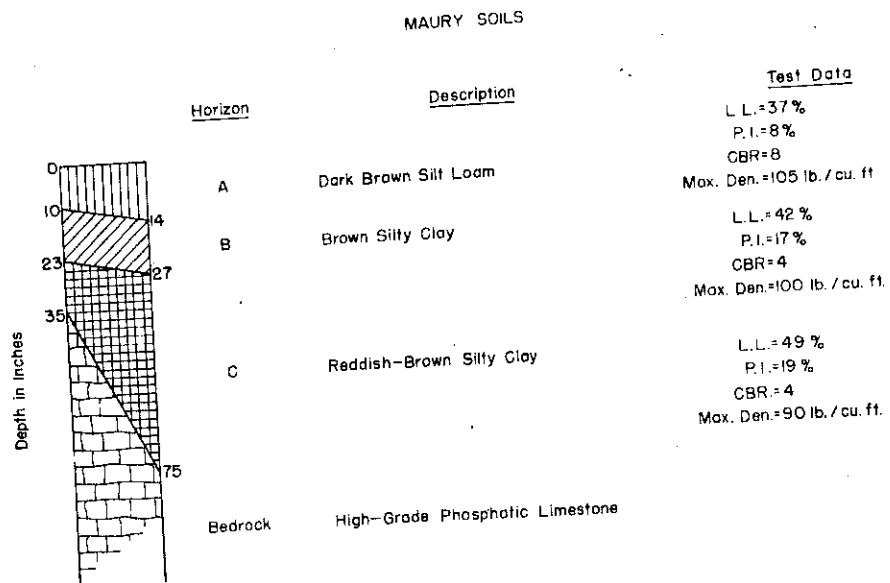 MAURY SOILS
Horizon Description Test Data
L.L.=37%
P.I.=8%
CBR=8
Max. Den.=105 lb./cu. ft
0
A Dark Brown Silt Loam
10 14
L.L.=42%
P.I.=17%
CBR=4
Max. Den.=100 lb./cu. ft.
B Brown Silty Clay
23 27
35
L.L.=49%
P.I.=19%
CBR.=4
Max. Den.=90 lb./cu. ft.
C Reddish-Brown Silty Clay
Depth in Inches
75
Bedrock High-Grade Phosphatic Limestone